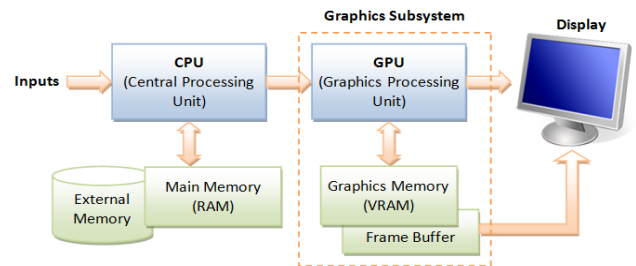 Graphics Subsystem
Display
Inputs
CPU
(Central Processing
Unit)
GPU
(Graphics Processing
Unit)
External
Memory
Main Memory
(RAM)
Graphics Memory
(VRAM)
Frame Buffer